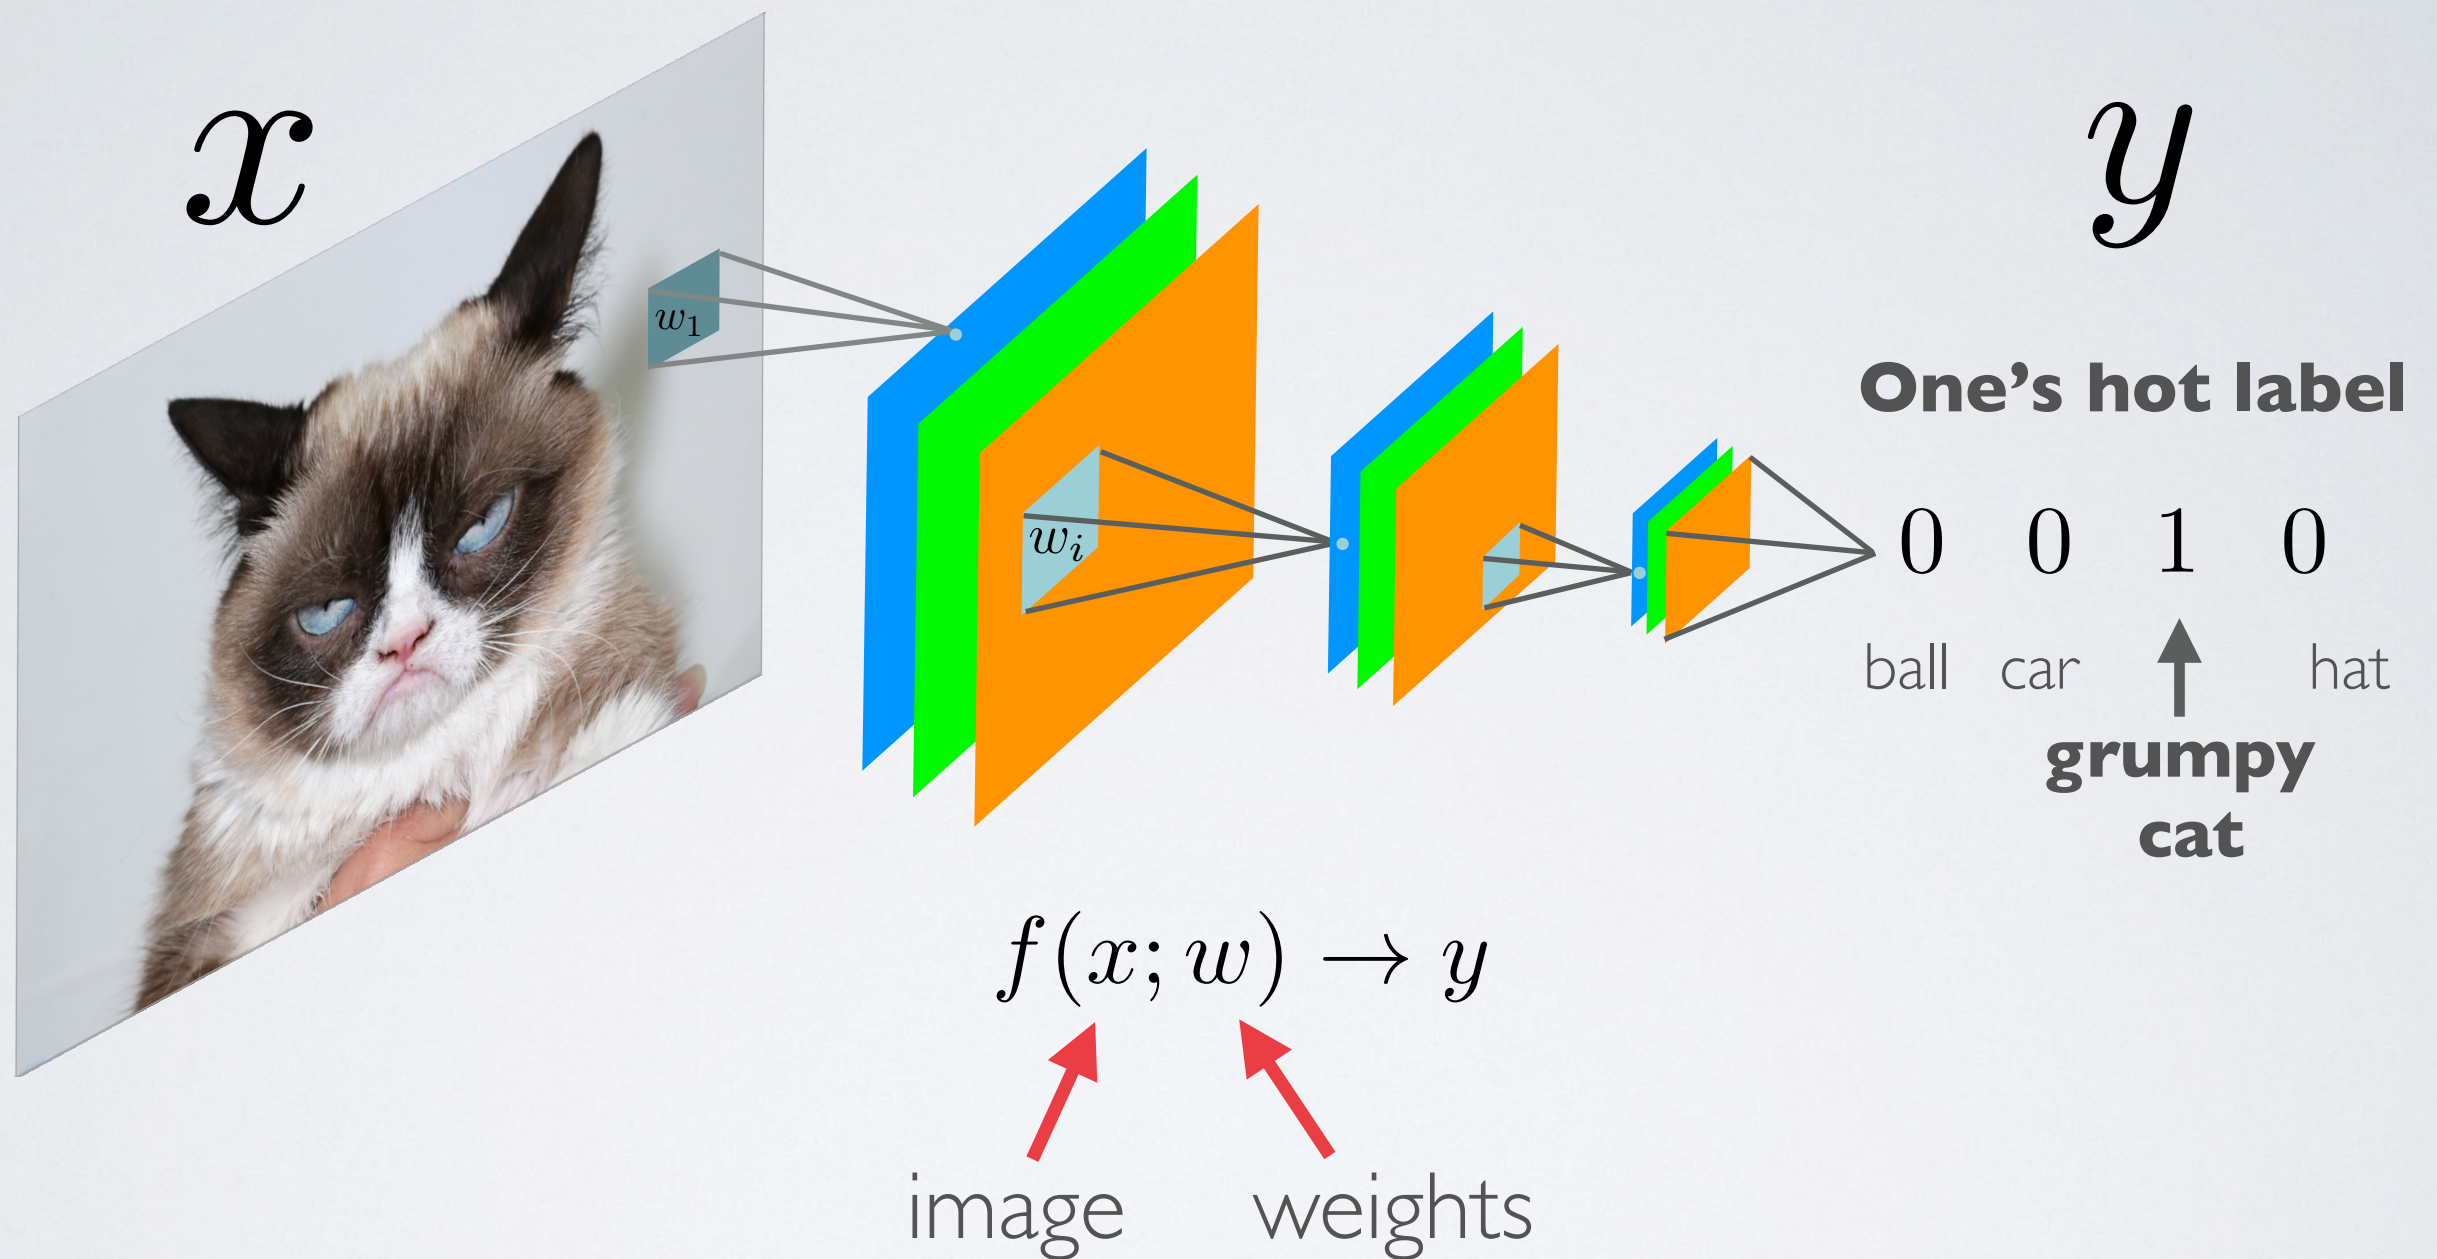 x
y
w₁
One's hot label
0 0 1 0
wᵢ
ball car hat
grumpy
cat
f(x; w) → y
image weights